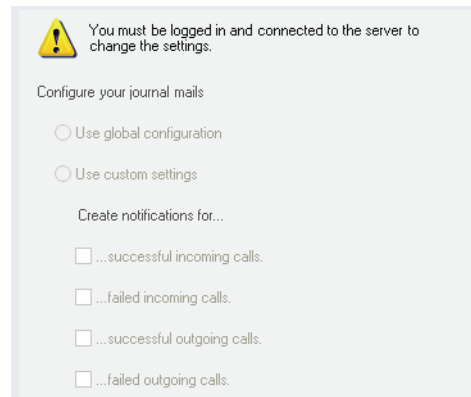 You must be logged in and connected to the server to
change the settings.
Configure your journal mails
Use global configuration
Use custom settings
Create notifications for...
...successful incoming calls.
...failed incoming calls.
...successful outgoing calls.
...failed outgoing calls.